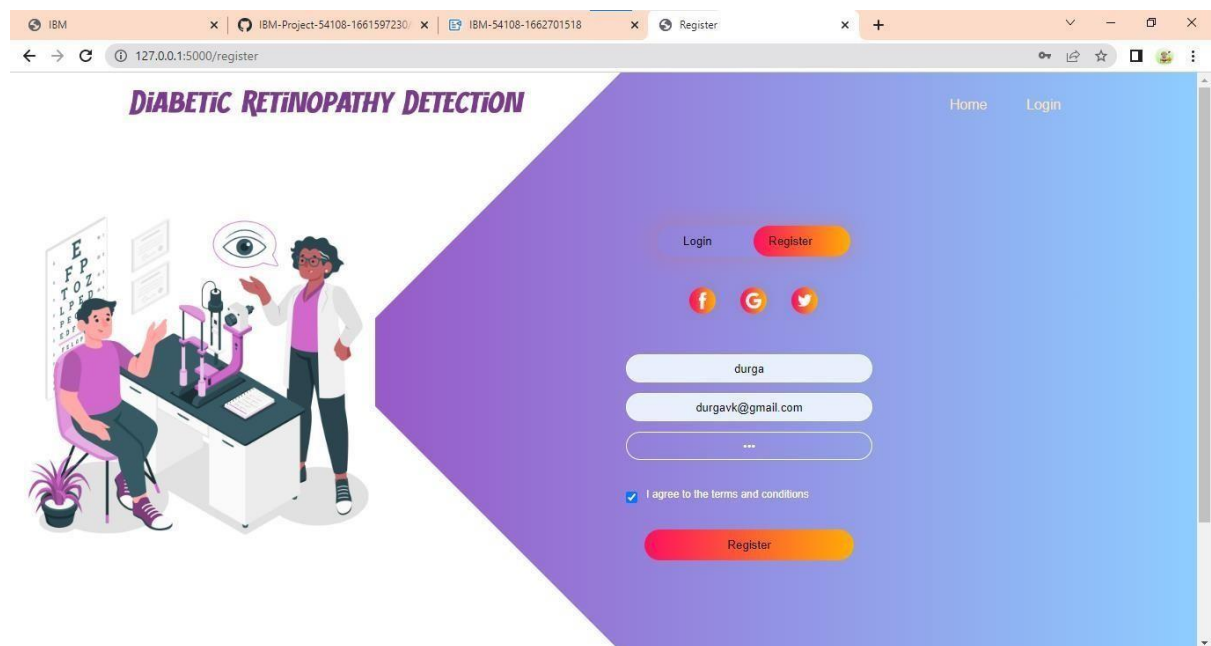 IBM
IBM-Project-54108-1661597230/
IBM-54108-1662701518
Register
127.0.0.1:5000/register
DiABETiC RETiNOPATHY DETECTiON
Home Login
E
F P
T O Z
L P E D
Login Register
f G
durga
durgavk@gmail.com
•••
I agree to the terms and conditions
Register